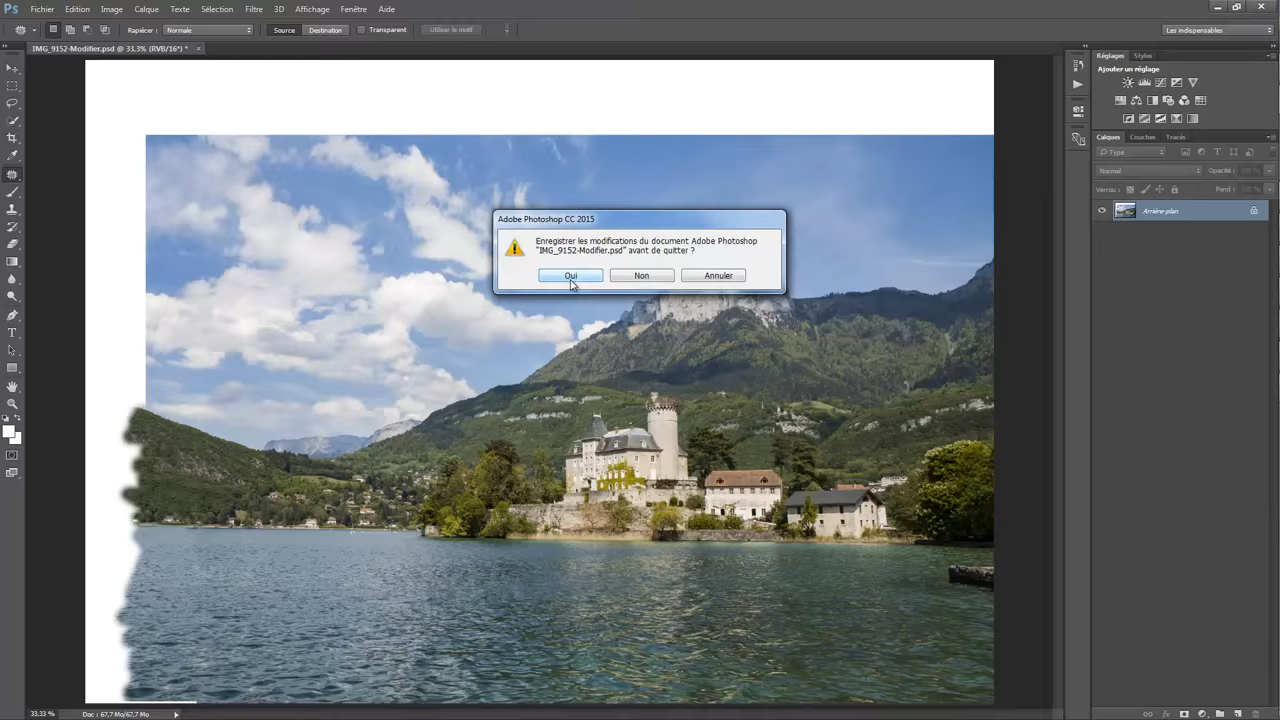 Ps Fichier Edition Image Calque Texte Sélection Filtre 3D Affichage Fenêtre Aide
Rapiécer : Normale Source Destination Transparent Utiliser le motif Les indispensables
IMG_9152-Modifier.psd @ 33,3% (RVB/16*) * ×
Réglages Styles
Ajouter un réglage
Calques Couches Tracés
Type
Normal Opacité : 100 %
Verrou : Fond : 100 %
Arrière-plan
Adobe Photoshop CC 2015
Enregistrer les modifications du document Adobe Photoshop
"IMG_9152-Modifier.psd" avant de quitter ?
Oui Non Annuler
33,33 % Doc : 67,7 Mo/67,7 Mo